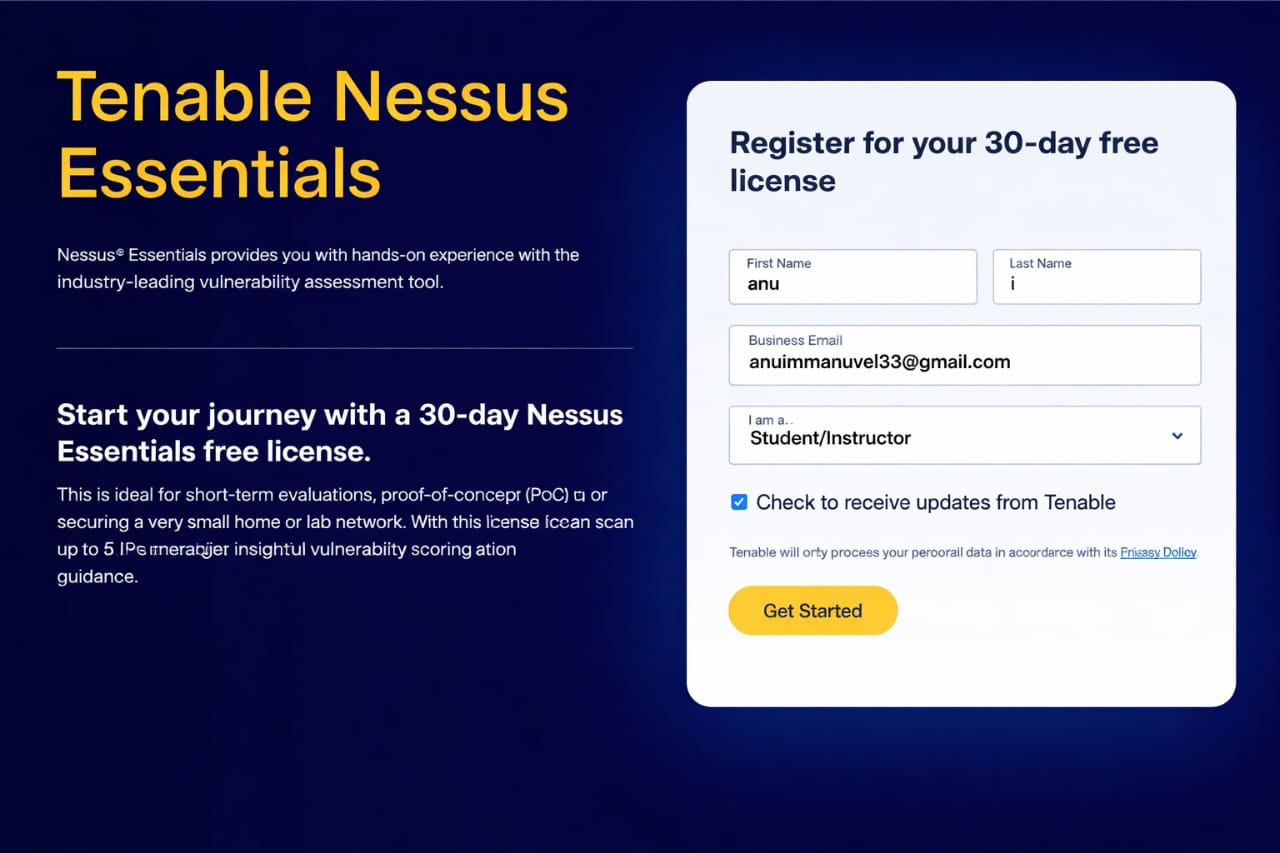 Tenable Nessus
Essentials
Nessus® Essentials provides you with hands-on experience with the
industry-leading vulnerability assessment tool.
Start your journey with a 30-day Nessus
Essentials free license.
This is ideal for short-term evaluations, proof-of-concepr (PoC) or
securing a very small home or lab network. With this license scan
up to 5 insightful scoring ation
guidance.
Register for your 30-day free
license
First Name
anu
Last Name
i
Business Email
anuimmanuvel33@gmail.com
I am a..
Student/Instructor
Check to receive updates from Tenable
Tenable will process your data in accordance with its
Get Started